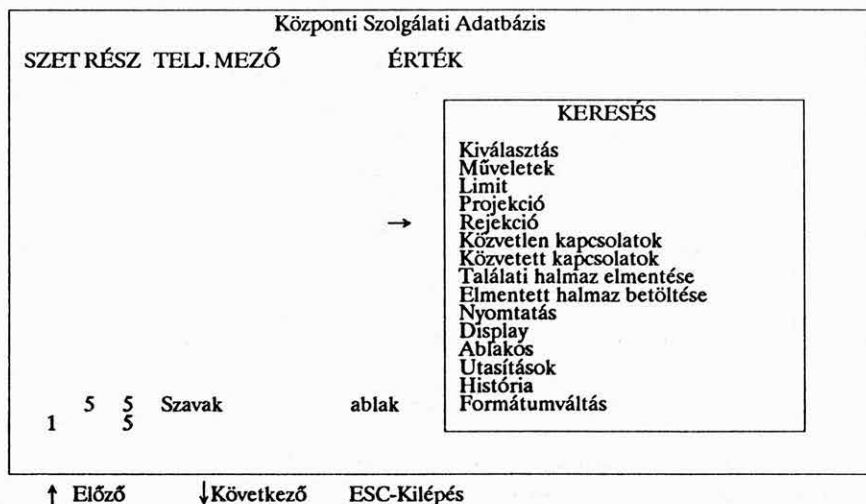 Központi Szolgálati Adatbázis
SZET RÉSZ TELJ. MEZŐ ÉRTÉK
KERESÉS
Kiválasztás
Műveletek
Limit
Projekció
→ Rejekció
Közvetlen kapcsolatok
Közvetett kapcsolatok
Találati halmaz elmentése
Elmentett halmaz betöltése
Nyomtatás
Display
Ablakos
Utasítások
História
Formátumváltás
5 5 Szavak ablak
1 5
↑ Előző ↓Következő ESC-Kilépés